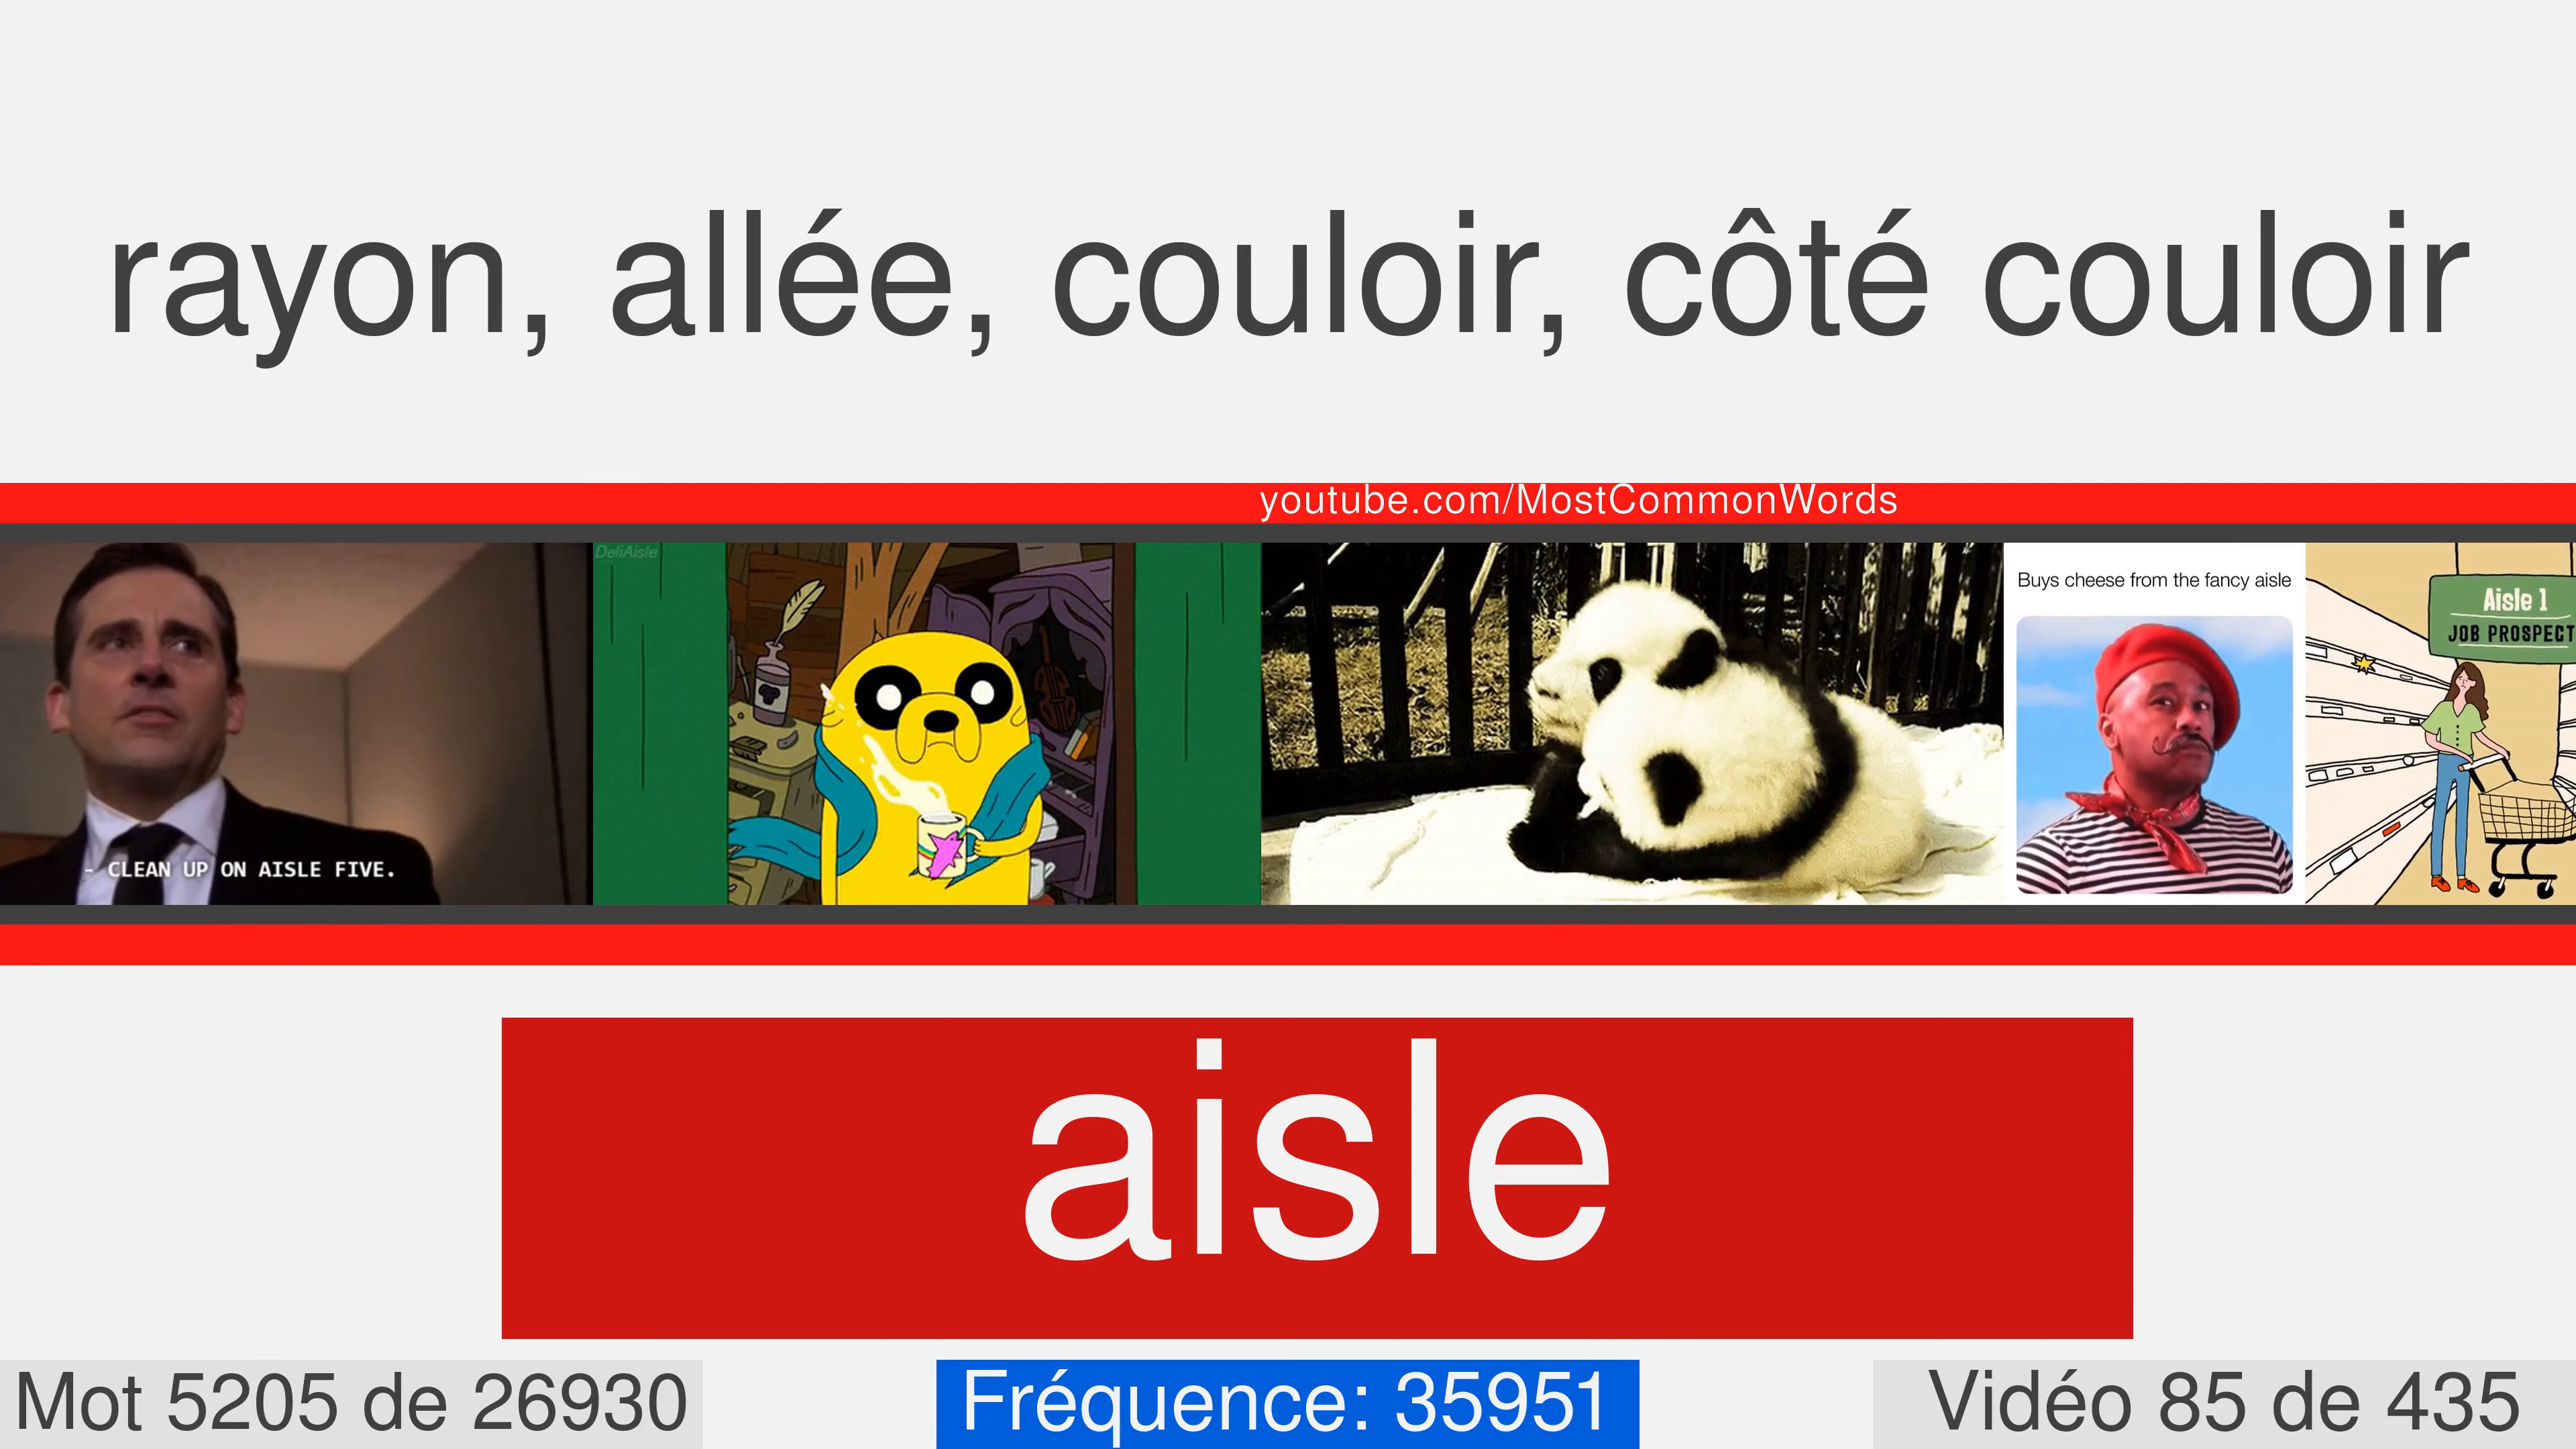 rayon, allée, couloir, côté couloir
youtube.com/MostCommonWords
DeliAisle
- CLEAN UP ON AISLE FIVE.
Buys cheese from the fancy aisle
Aisle 1
JOB PROSPECT
aisle
Mot 5205 de 26930
Fréquence: 35951
Vidéo 85 de 435